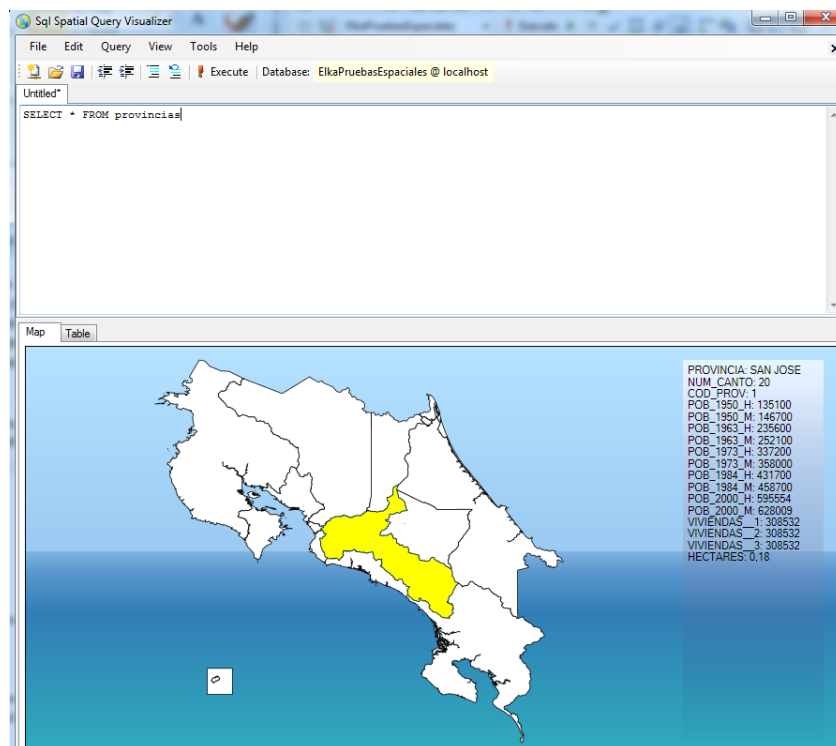 Sql Spatial Query Visualizer
File Edit Query View Tools Help
Execute Database: ElkaPruebasEspaciales @ localhost
Untitled*
SELECT * FROM provincias
Map Table
PROVINCIA: SAN JOSE
NUM_CANTO: 20
COD_PROV: 1
POB_1950_H: 135100
POB_1950_M: 146700
POB_1963_H: 235600
POB_1963_M: 252100
POB_1973_H: 337200
POB_1973_M: 358000
POB_1984_H: 431700
POB_1984_M: 458700
POB_2000_H: 595554
POB_2000_M: 628009
VIVIENDAS__1: 308532
VIVIENDAS__2: 308532
VIVIENDAS__3: 308532
HECTARES: 0,18